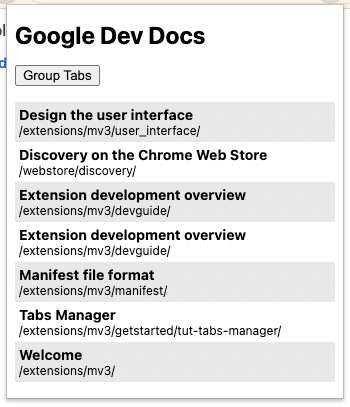 Google Dev Docs
Group Tabs
Design the user interface
/extensions/mv3/user_interface/
Discovery on the Chrome Web Store
/webstore/discovery/
Extension development overview
/extensions/mv3/devguide/
Extension development overview
/extensions/mv3/devguide/
Manifest file format
/extensions/mv3/manifest/
Tabs Manager
/extensions/mv3/getstarted/tut-tabs-manager/
Welcome
/extensions/mv3/